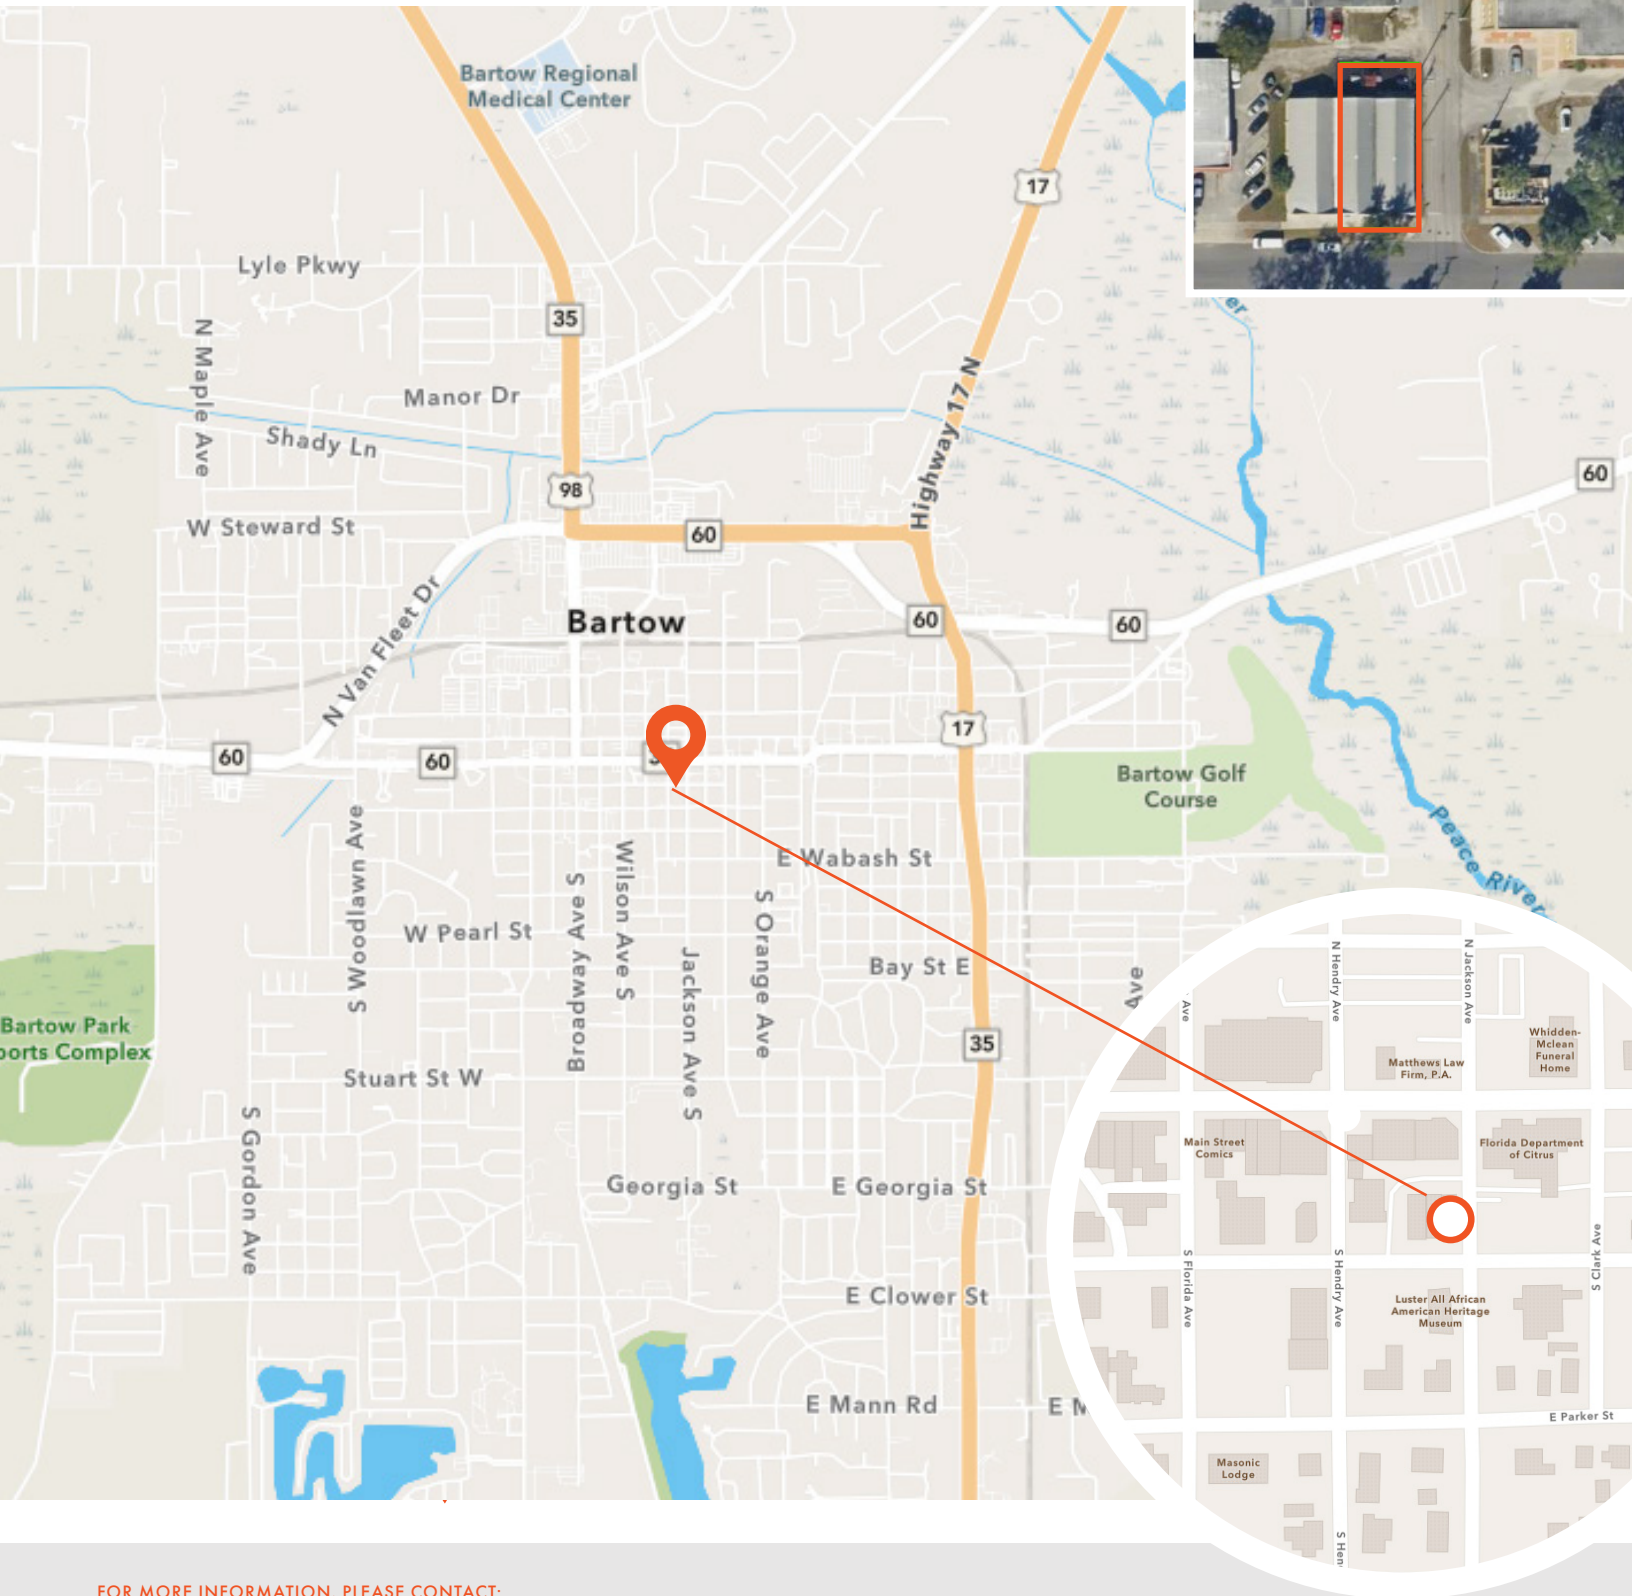 Bartow Regional
Medical Center
17
Lyle Pkwy
35
N Maple Ave
Manor Dr
Highway 17 N
Shady Ln
60
98
W Steward St
60
N Van Fleet Dr
Bartow
60
60
17
60
60
Bartow Golf
Course
Peace River
S Woodlawn Ave
Wilson Ave S
E Wabash St
Broadway Ave S
S Orange Ave
W Pearl St
Jackson Ave S
Bay St E
Ave
Bartow Park
ports Complex
35
Stuart St W
S Gordon Ave
Georgia St
E Georgia St
E Clower St
E Mann Rd
E M
N Hendry Ave
N Jackson Ave
Ave
Whidden-
Mclean
Funeral
Home
Matthews Law
Firm, P.A.
Main Street
Comics
Florida Department
of Citrus
S Florida Ave
S Hendry Ave
S Clark Ave
Luster All African
American Heritage
Museum
E Parker St
Masonic
Lodge
S Hen
FOR MORE INFORMATION, PLEASE CONTACT: